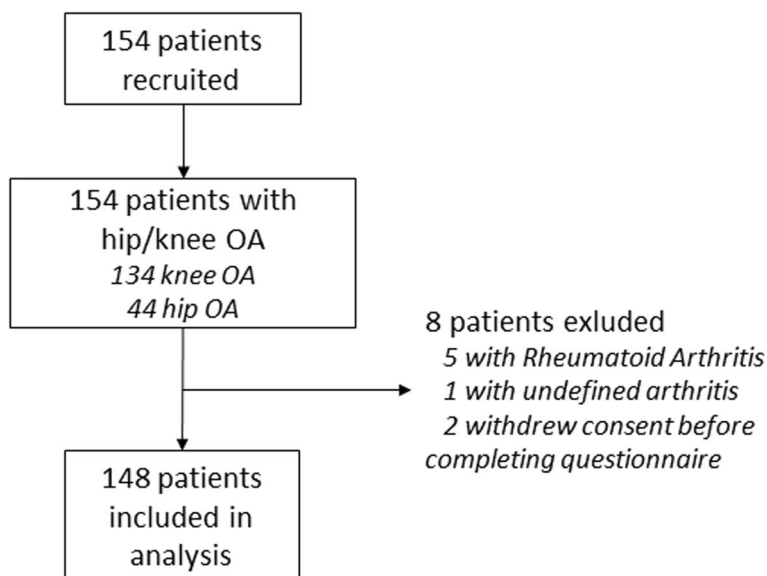 154 patients
recruited
154 patients with
hip/knee OA
134 knee OA
44 hip OA
8 patients exluded
5 with Rheumatoid Arthritis
1 with undefined arthritis
2 withdrew consent before
completing questionnaire
148 patients
included in
analysis